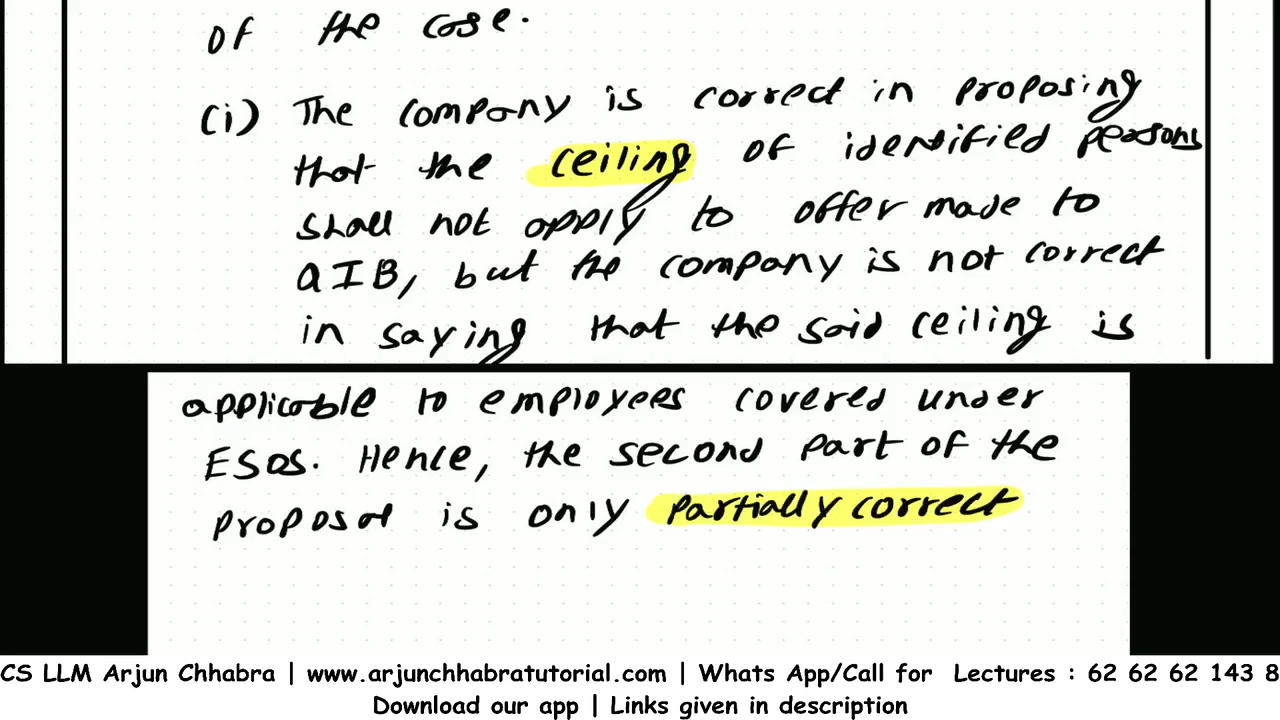 of the case.
(i) The company is correct in proposing
that the ceiling of identified persons
shall not apply to offer made to
QIB, but the company is not correct
in saying that the said ceiling is
applicable to employees covered under
ESOS. Hence, the second part of the
proposal is only partially correct
CS LLM Arjun Chhabra | www.arjunchhabratutorial.com | Whats App/Call for Lectures : 62 62 62 143 8
Download our app | Links given in description